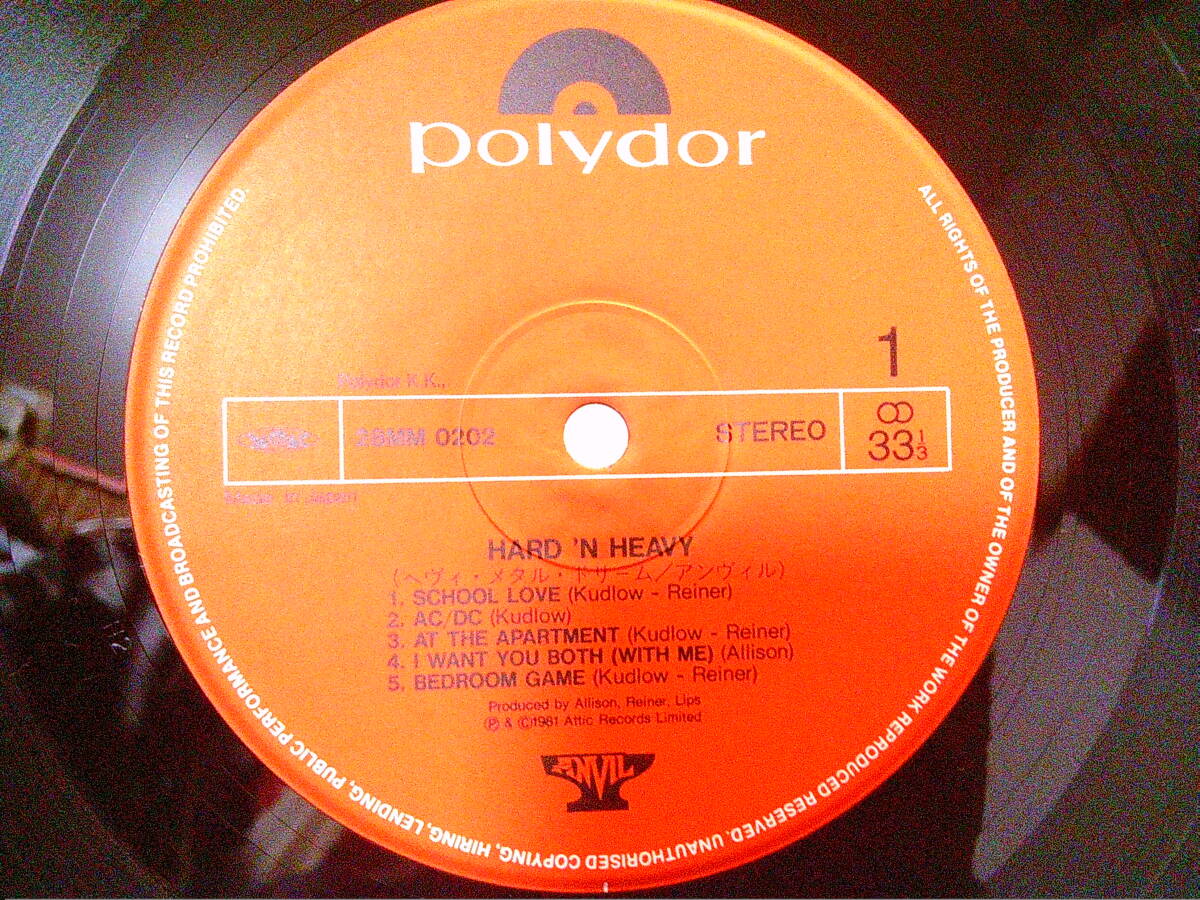 polydor
ALL RIGHTS OF THE PRODUCER AND OF THE OWNER OF THE WORK REPRODUCED RESERVED. UNAUTHORISED COPYING, HIRING, LENDING, PUBLIC PERFORMANCE AND BROADCASTING OF THIS RECORD PROHIBITED.
1
Polydor K.K.,
28MM 0202
STEREO
33 1/3
Made in Japan
HARD 'N HEAVY
(ヘヴィ・メタル・ドリーム/アンヴィル)
1. SCHOOL LOVE (Kudlow - Reiner)
2. AC/DC (Kudlow)
3. AT THE APARTMENT (Kudlow - Reiner)
4. I WANT YOU BOTH (WITH ME) (Allison)
5. BEDROOM GAME (Kudlow - Reiner)
Produced by Allison, Reiner, Lips
Ⓟ & ©1981 Attic Records Limited
ANVIL